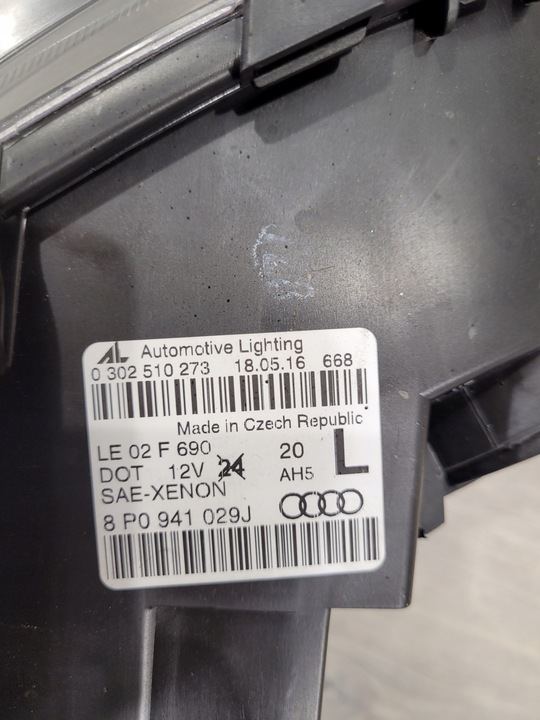 AL Automotive Lighting
0 302 510 273 18.05.16 668
Made in Czech Republic
LE 02 F 690 20 L
DOT 12V 24 AH5
SAE-XENON
8 P0 941 029J